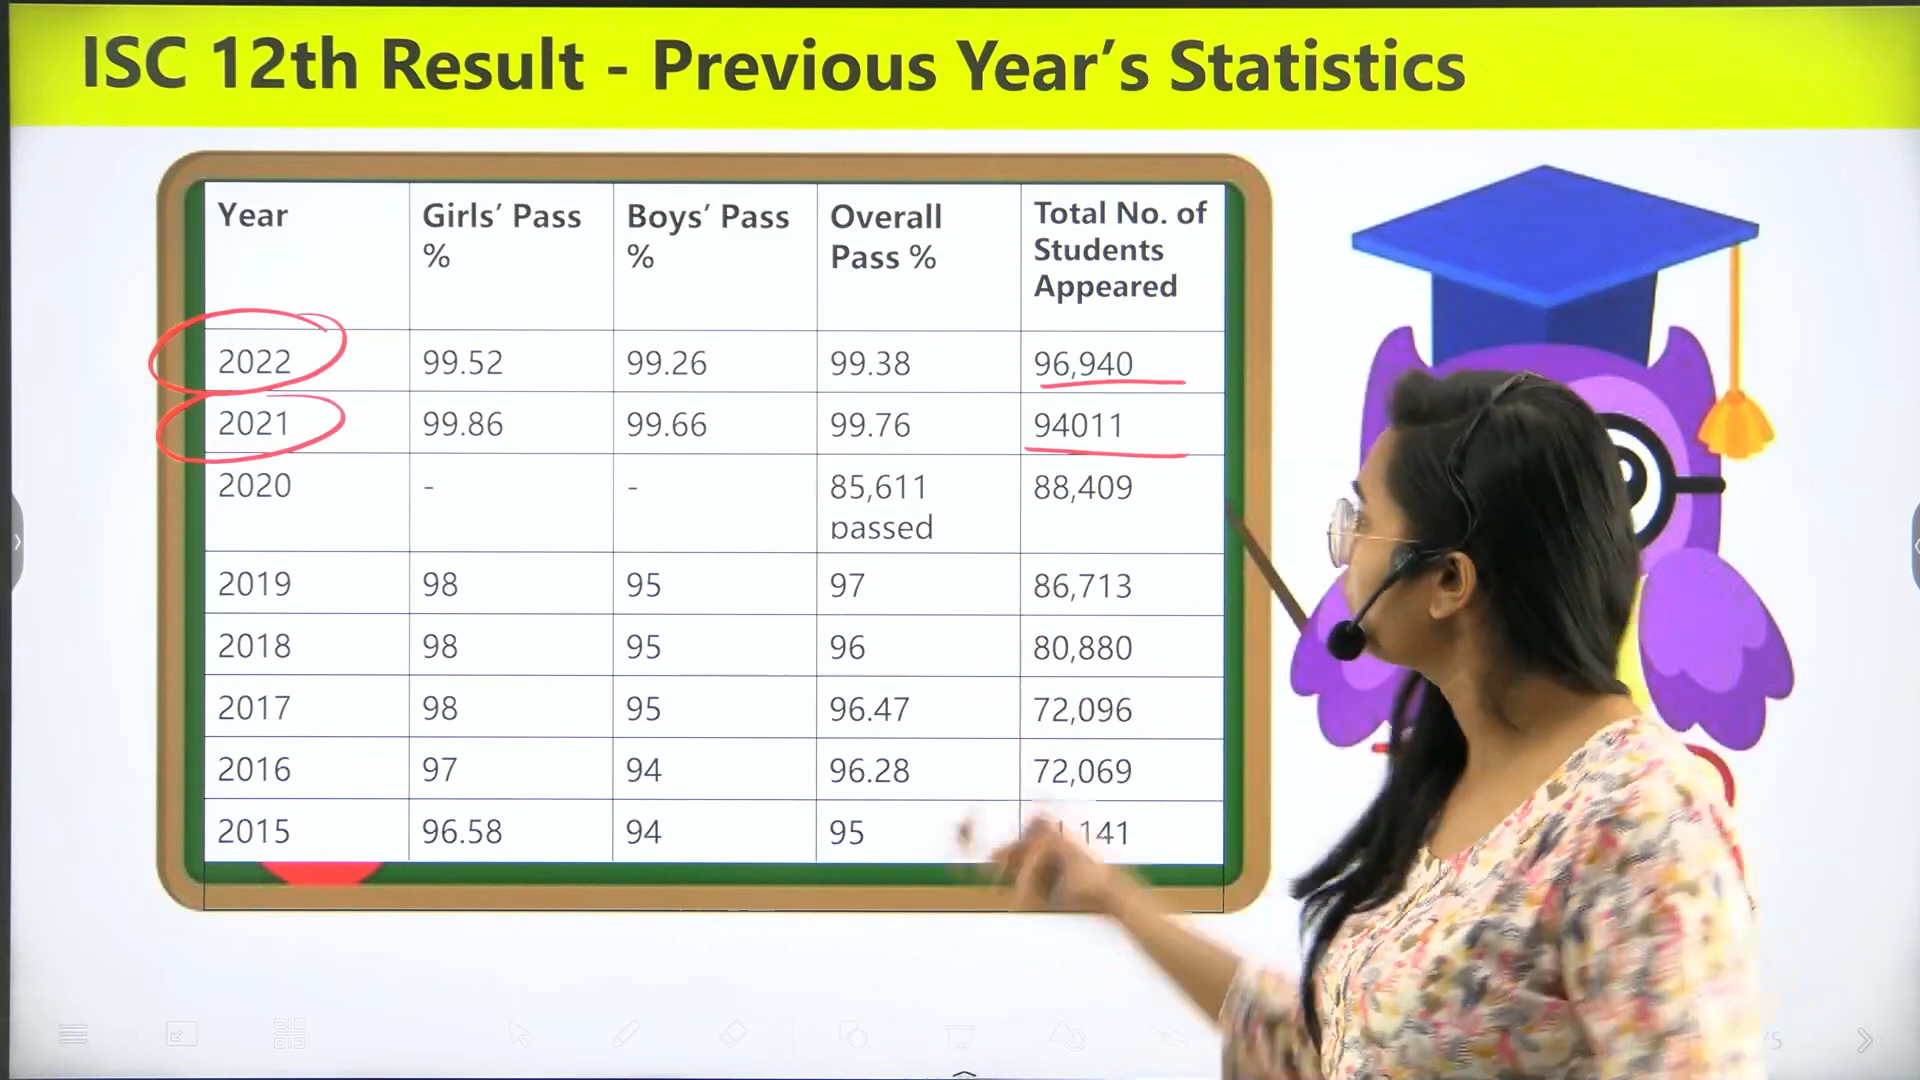 ISC 12th Result - Previous Year’s Statistics
Year Girls’ Pass % Boys’ Pass % Overall Pass % Total No. of Students Appeared
2022 99.52 99.26 99.38 96,940
2021 99.86 99.66 99.76 94011
2020 - - 85,611 passed 88,409
2019 98 95 97 86,713
2018 98 95 96 80,880
2017 98 95 96.47 72,096
2016 97 94 96.28 72,069
2015 96.58 94 95 141